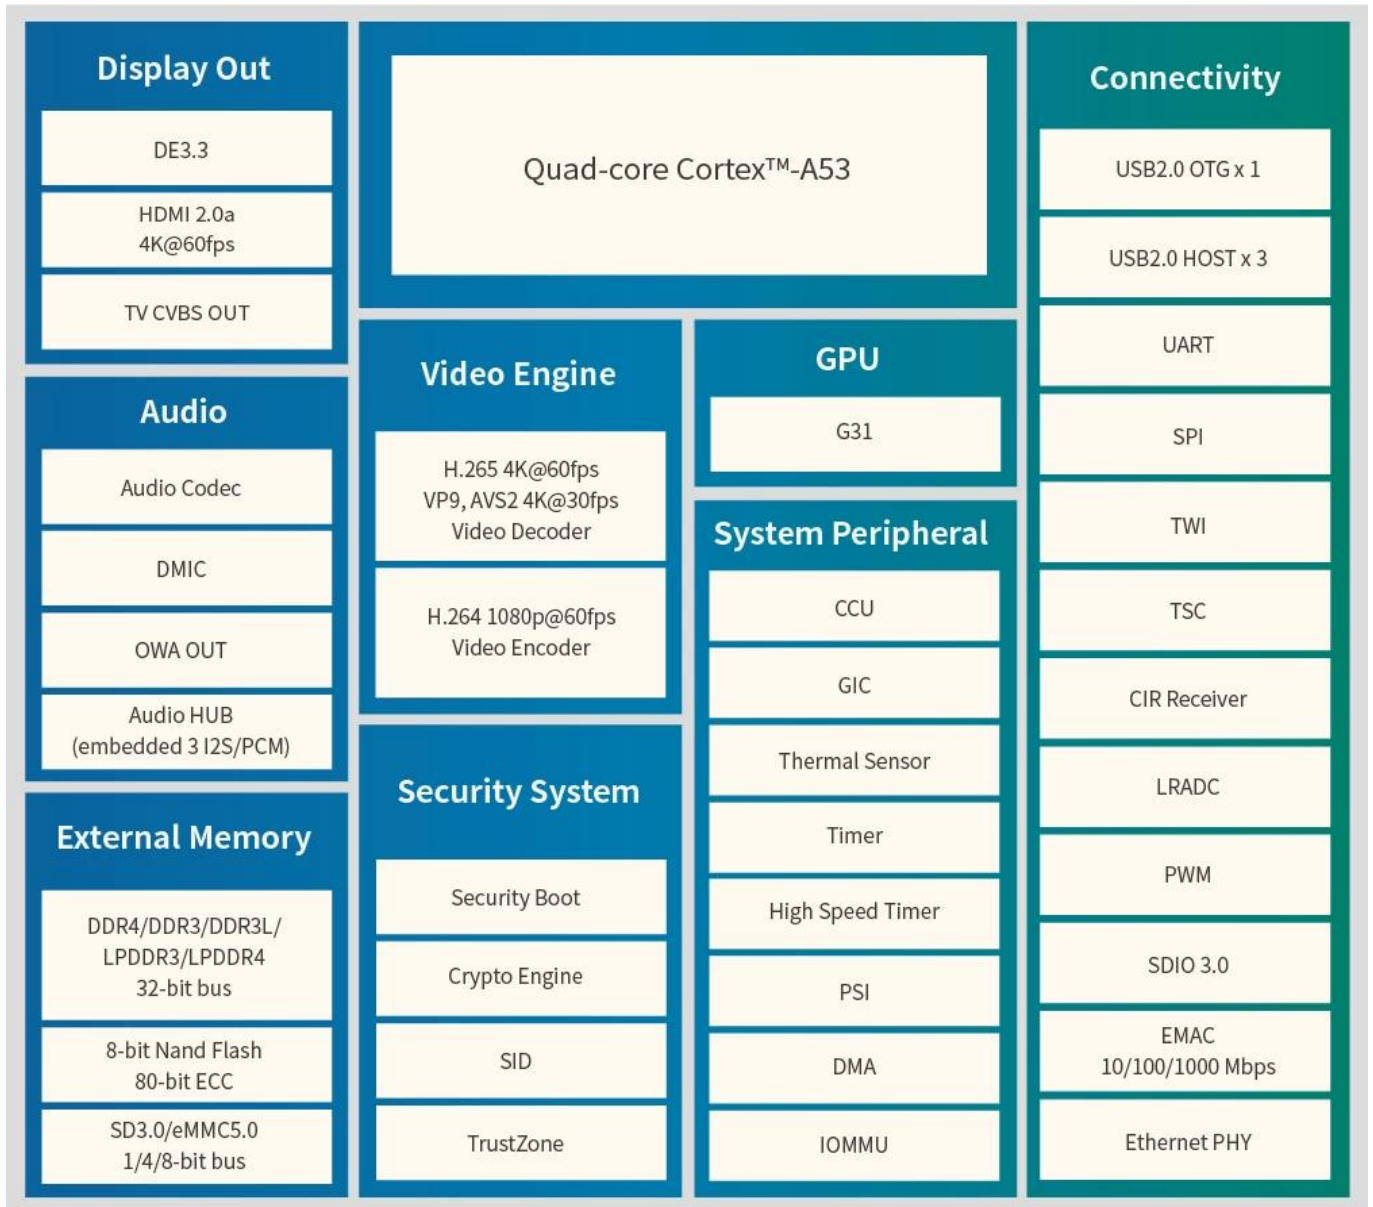 Display Out
DE3.3
HDMI 2.0a
4K@60fps
TV CVBS OUT
Audio
Audio Codec
DMIC
OWA OUT
Audio HUB
(embedded 3 I2S/PCM)
External Memory
DDR4/DDR3/DDR3L/
LPDDR3/LPDDR4
32-bit bus
8-bit Nand Flash
80-bit ECC
SD3.0/eMMC5.0
1/4/8-bit bus
Quad-core Cortex™-A53
Video Engine
H.265 4K@60fps
VP9, AVS2 4K@30fps
Video Decoder
H.264 1080p@60fps
Video Encoder
Security System
Security Boot
Crypto Engine
SID
TrustZone
GPU
G31
System Peripheral
CCU
GIC
Thermal Sensor
Timer
High Speed Timer
PSI
DMA
IOMMU
Connectivity
USB2.0 OTG x 1
USB2.0 HOST x 3
UART
SPI
TWI
TSC
CIR Receiver
LRADC
PWM
SDIO 3.0
EMAC
10/100/1000 Mbps
Ethernet PHY